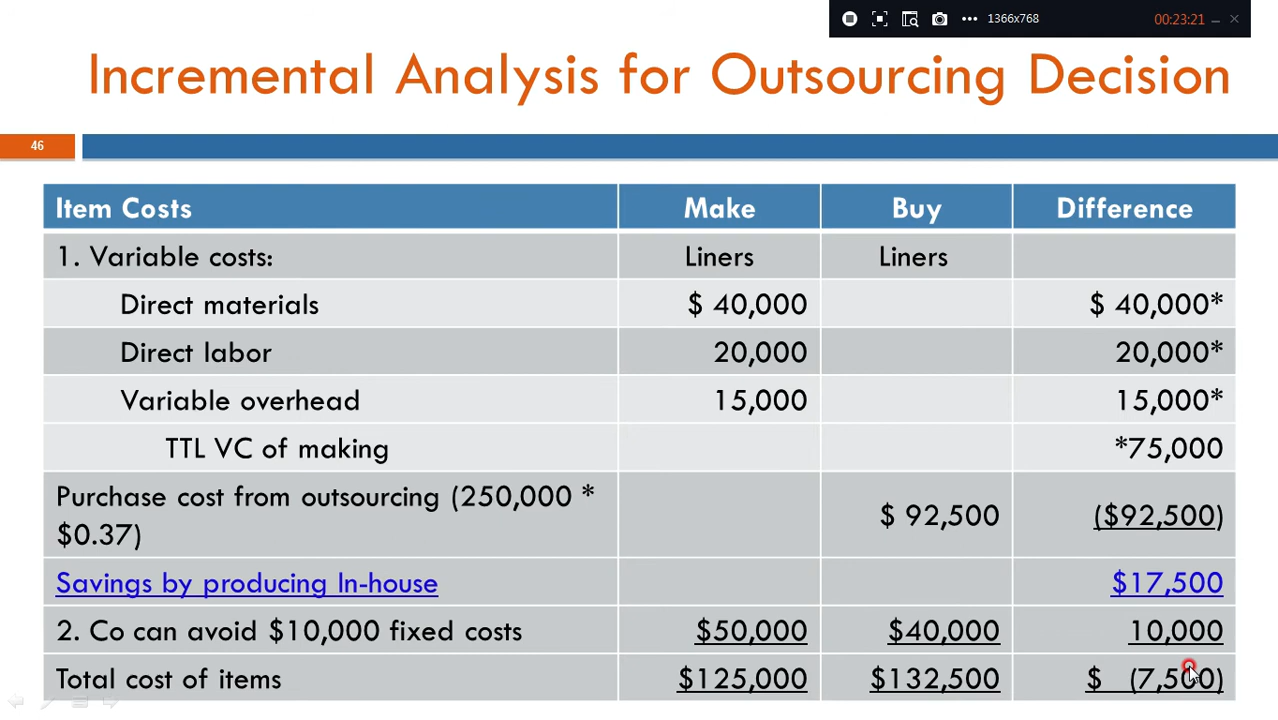 ••• 1366x768 00:23:21
Incremental Analysis for Outsourcing Decision
46
Item Costs Make Buy Difference
1. Variable costs: Liners Liners
Direct materials $ 40,000 $ 40,000*
Direct labor 20,000 20,000*
Variable overhead 15,000 15,000*
TTL VC of making *75,000
Purchase cost from outsourcing (250,000 *
$0.37) $ 92,500 ($92,500)
Savings by producing In-house $17,500
2. Co can avoid $10,000 fixed costs $50,000 $40,000 10,000
Total cost of items $125,000 $132,500 $ (7,500)